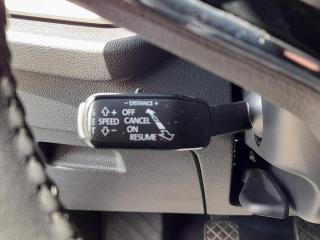 - DISTANCE +
S + OFF
E SPEED CANCEL
T - ON
RESUME